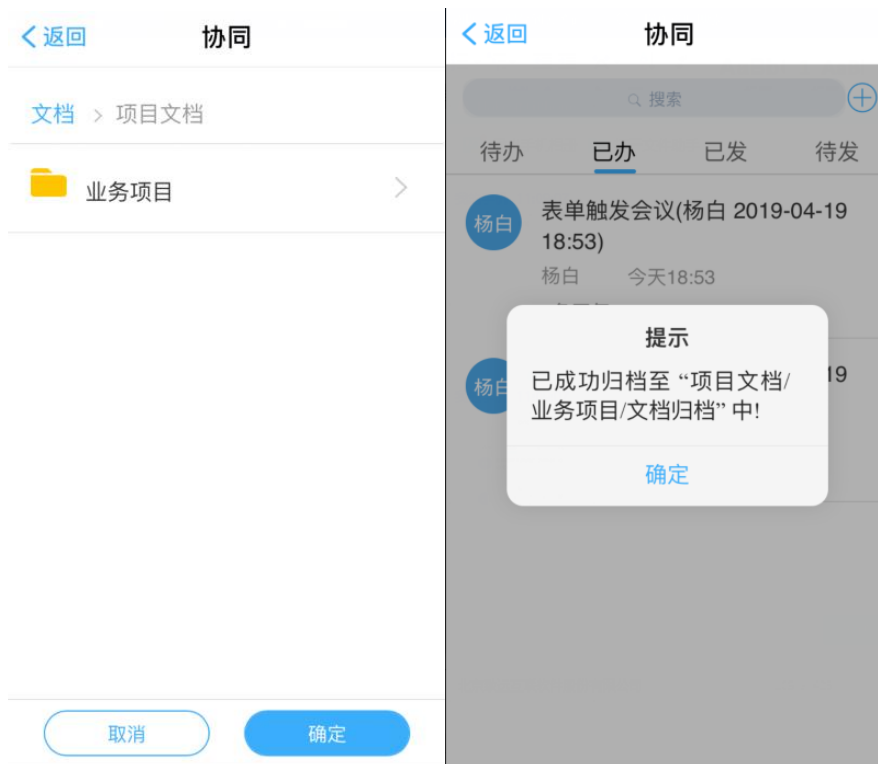 返回
协同
文档 > 项目文档
业务项目
取消
确定
返回
协同
搜索
待办 已办 已发 待发
杨白
表单触发会议(杨白 2019-04-19
18:53)
杨白 今天18:53
提示
已成功归档至 “项目文档/
业务项目/文档归档” 中!
确定
杨白
19